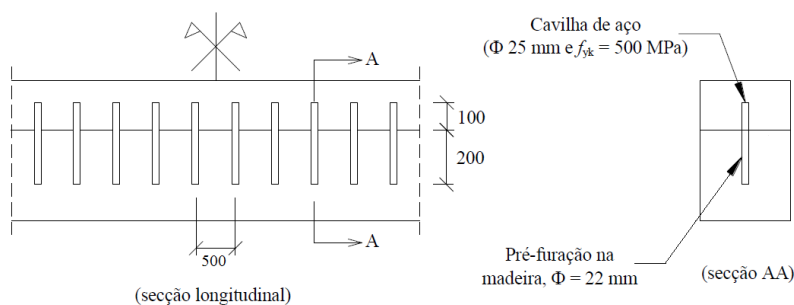 Cavilha de aço
(Φ 25 mm e fyk = 500 MPa)
A
100
200
A
500
Pré-furação na
madeira, Φ = 22 mm
(secção AA)
(secção longitudinal)